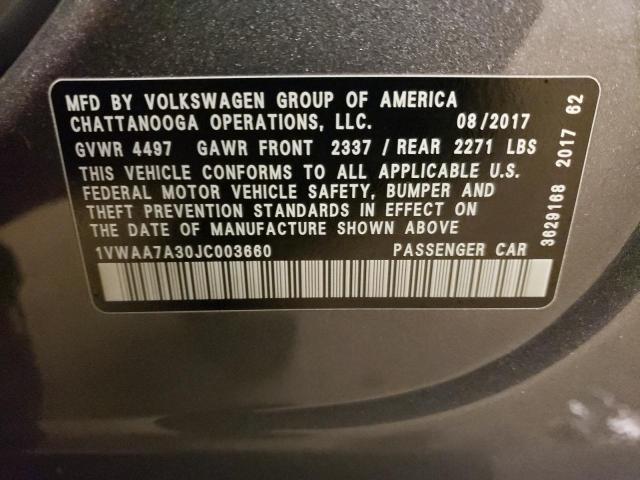 MFD BY VOLKSWAGEN GROUP OF AMERICA
CHATTANOOGA OPERATIONS, LLC. 08/2017
GVWR 4497 GAWR FRONT 2337 / REAR 2271 LBS
THIS VEHICLE CONFORMS TO ALL APPLICABLE U.S.
FEDERAL MOTOR VEHICLE SAFETY, BUMPER AND
THEFT PREVENTION STANDARDS IN EFFECT ON
THE DATE OF MANUFACTURE SHOWN ABOVE
1VWAA7A30JC003660 PASSENGER CAR
3629168 2017 62